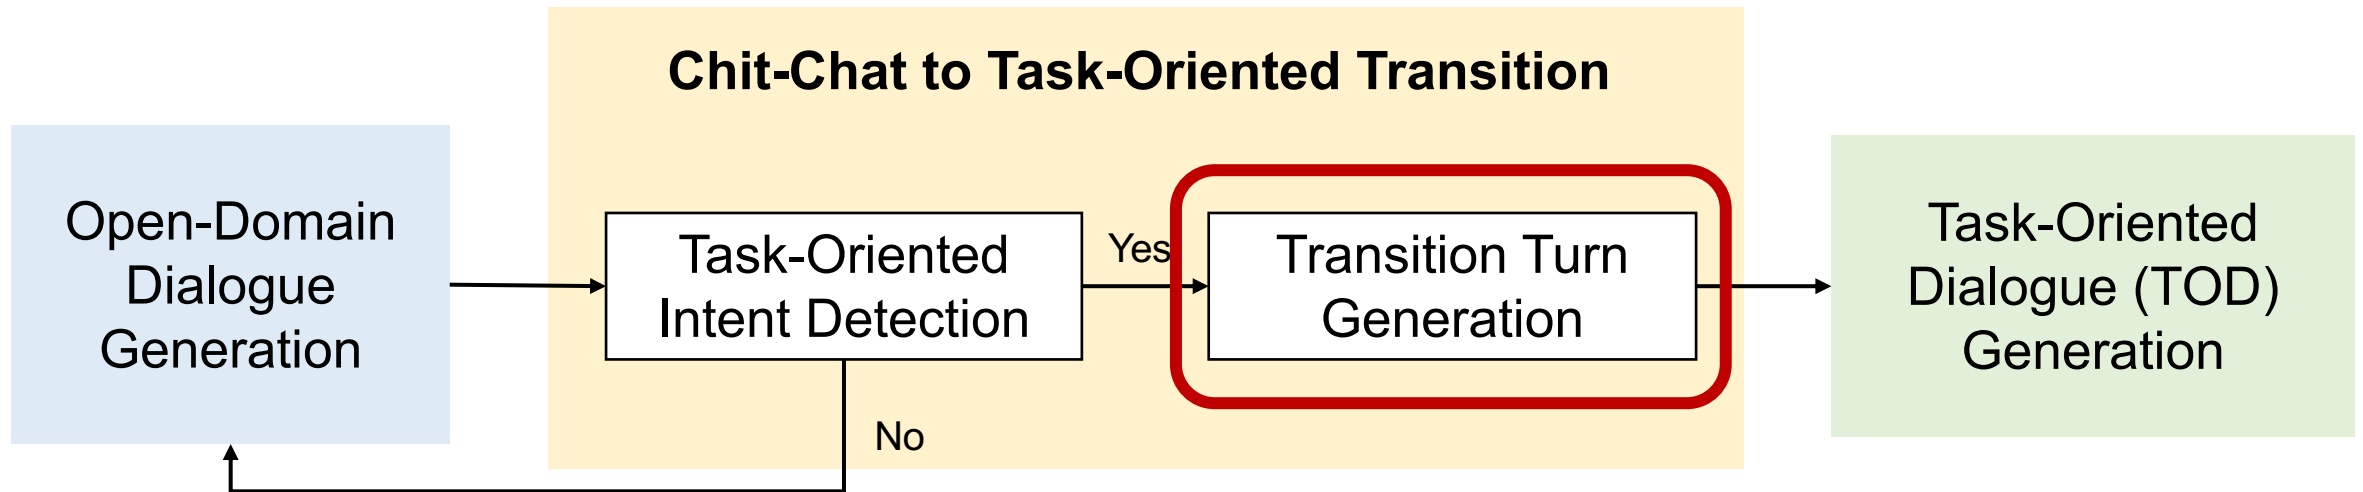 Chit-Chat to Task-Oriented Transition
Open-Domain
Dialogue
Generation
Task-Oriented
Intent Detection
Yes
No
Transition Turn
Generation
Task-Oriented
Dialogue (TOD)
Generation